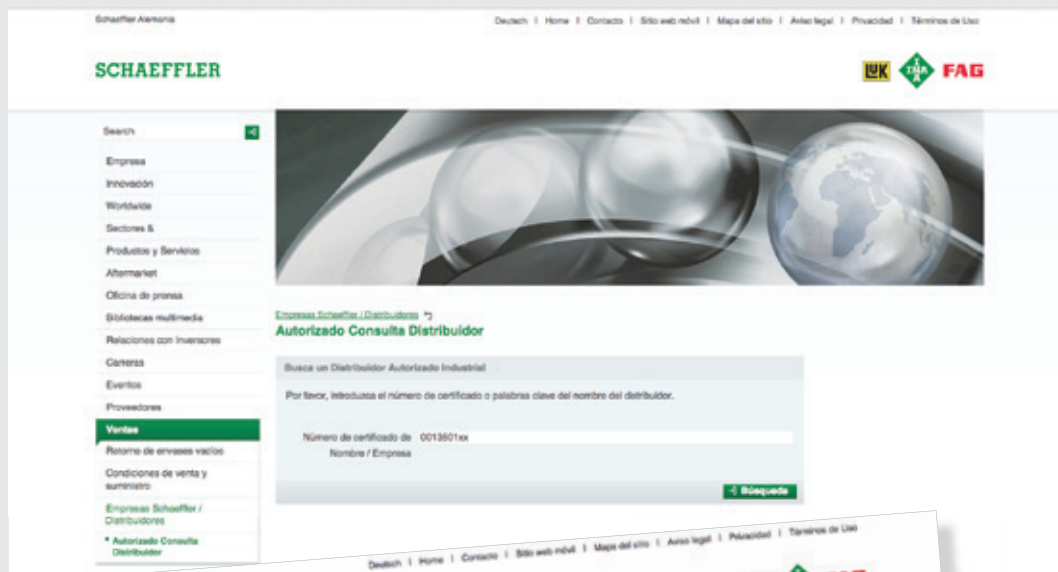 Schaeffler Alemania
Deutsch | Home | Contacto | Sitio web móvil | Mapa del sitio | Aviso legal | Privacidad | Términos de Uso
SCHAEFFLER
LUK INA FAG
Search
Empresa
Innovación
Worldwide
Sectores &
Productos y Servicios
Aftermarket
Oficina de prensa
Bibliotecas multimedia
Relaciones con Inversores
Carreras
Eventos
Proveedores
Ventas
Retorno de envases vacíos
Condiciones de venta y
suministro
Empresas Schaeffler /
Distribuidores
Autorizado Consulta
Distribuidor
Empresas Schaeffler / Distribuidores
Autorizado Consulta Distribuidor
Busca un Distribuidor Autorizado Industrial
Por favor, introduzca el número de certificado o palabras clave del nombre del distribuidor.
Número de certificado de 0013501xx
Nombre / Empresa
Búsqueda
Deutsch | Home | Contacto | Sitio web móvil | Mapa del sitio | Aviso legal | Privacidad | Términos de Uso